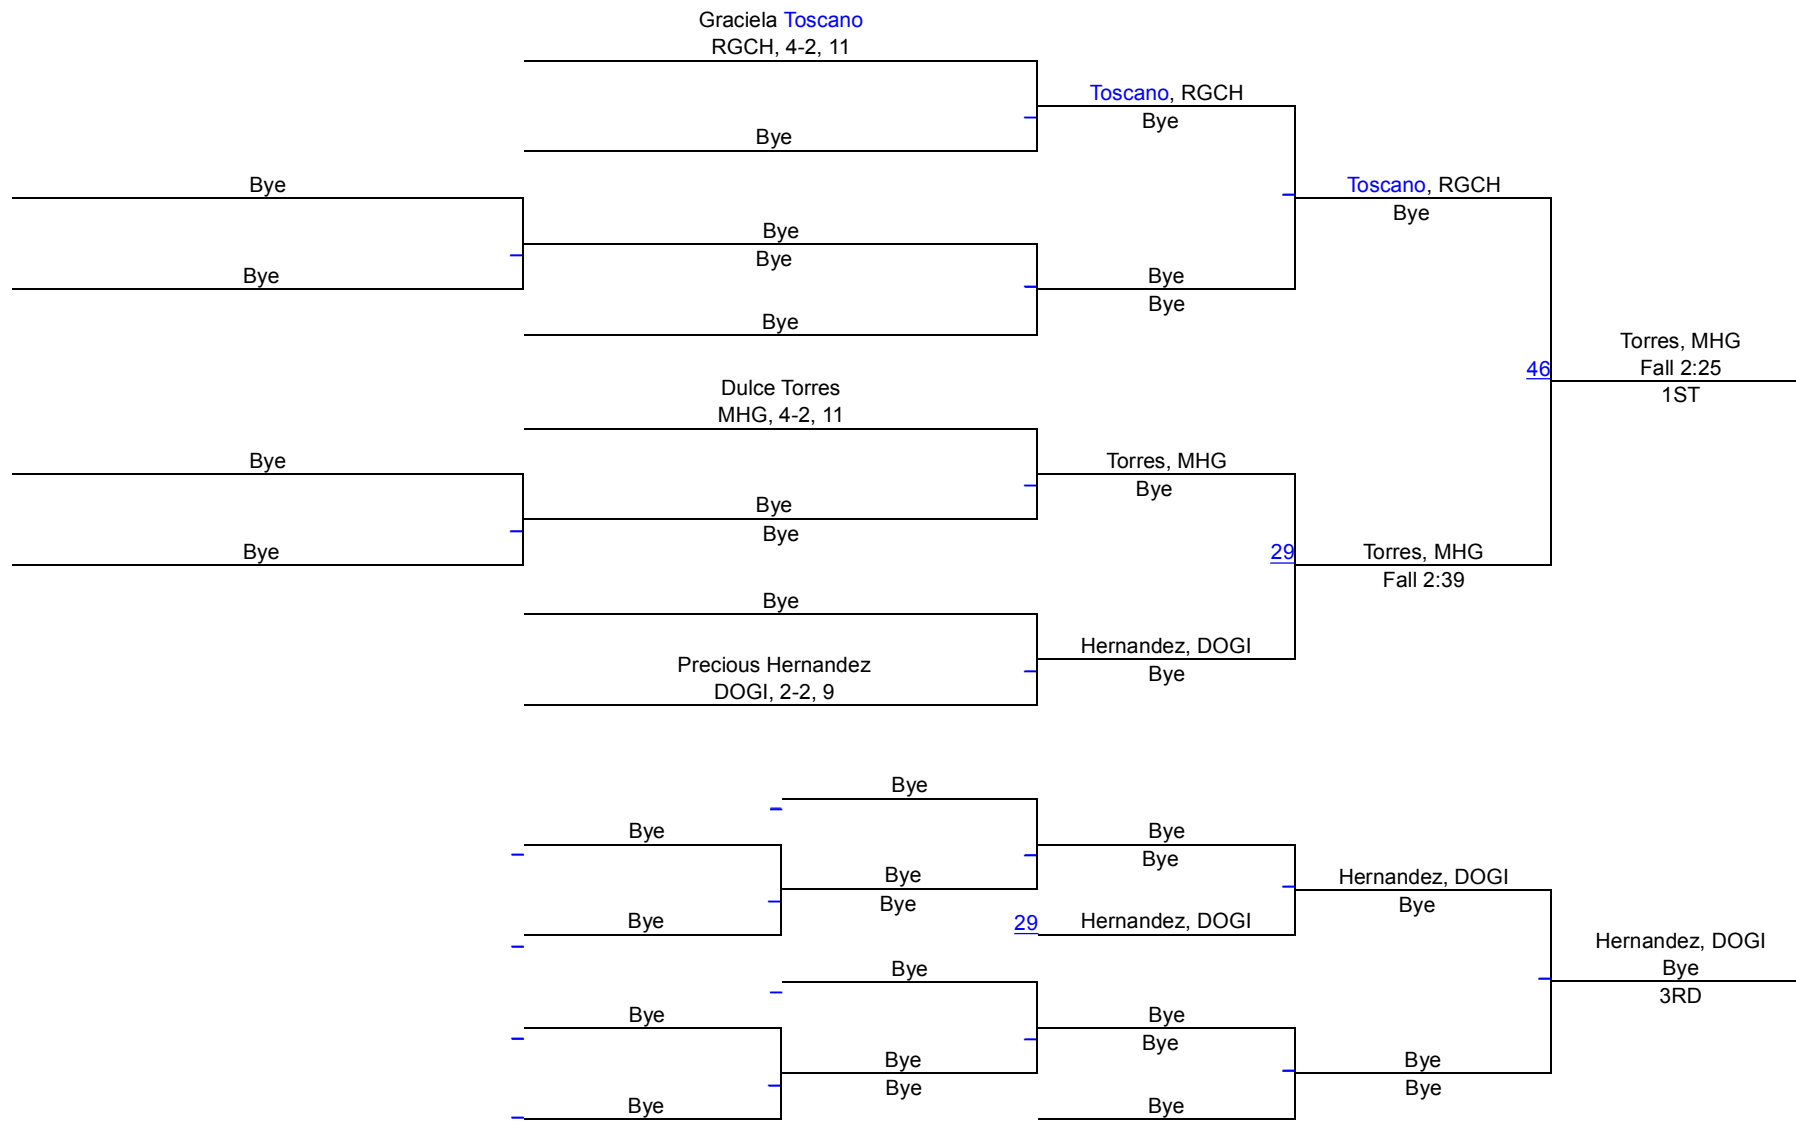 Graciela Toscano
RGCH, 4-2, 11
Toscano, RGCH
Bye
Bye
Bye
Toscano, RGCH
Bye
Bye
Bye
Bye
Bye
Bye
Bye
Torres, MHG
46
Fall 2:25
1ST
Dulce Torres
MHG, 4-2, 11
Bye
Torres, MHG
Bye
Bye
Bye
Bye
29
Torres, MHG
Fall 2:39
Bye
Hernandez, DOGI
Bye
Precious Hernandez
DOGI, 2-2, 9
Bye
Bye
Bye
Bye
Bye
Bye
Hernandez, DOGI
Bye
Bye
29
Hernandez, DOGI
Hernandez, DOGI
Bye
3RD
Bye
Bye
Bye
Bye
Bye
Bye
Bye
Bye
Bye
Bye